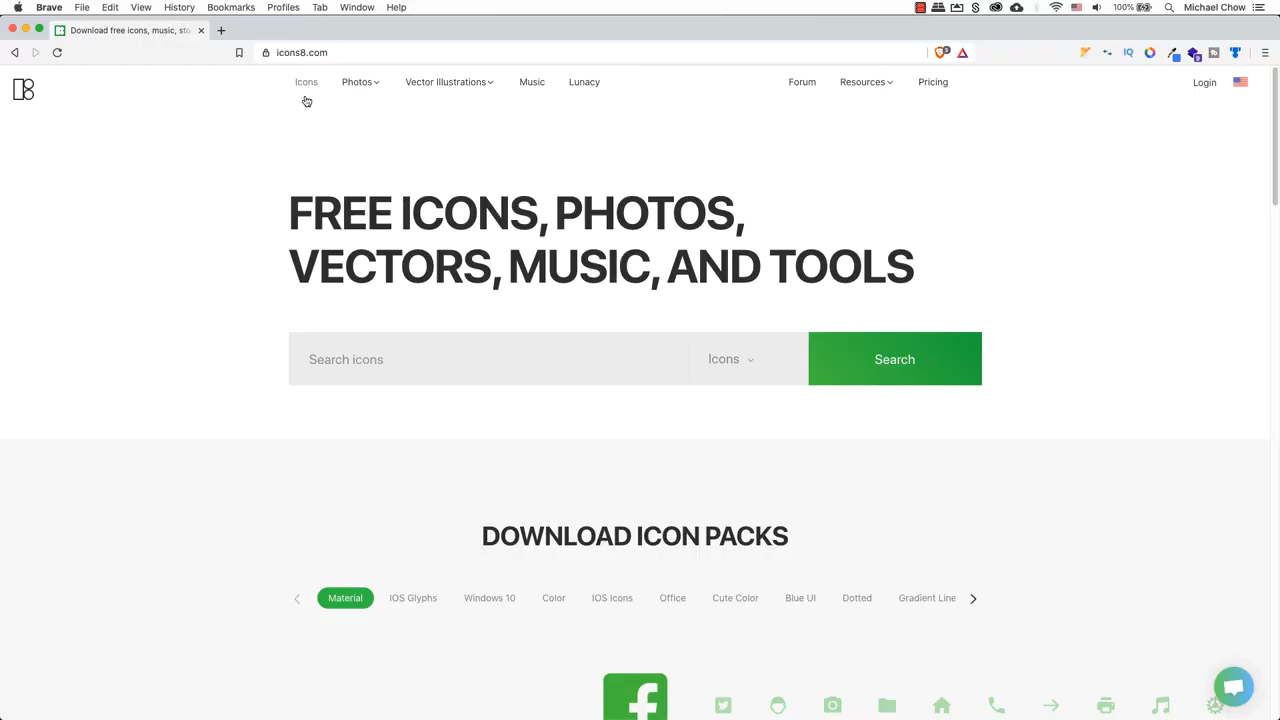 Brave File Edit View History Bookmarks Profiles Tab Window Help 100% Michael Chow
Download free icons, music, sto
icons8.com
Icons Photos Vector Illustrations Music Lunacy Forum Resources Pricing Login
FREE ICONS, PHOTOS,
VECTORS, MUSIC, AND TOOLS
Search icons Icons Search
DOWNLOAD ICON PACKS
Material IOS Glyphs Windows 10 Color IOS Icons Office Cute Color Blue UI Dotted Gradient Line